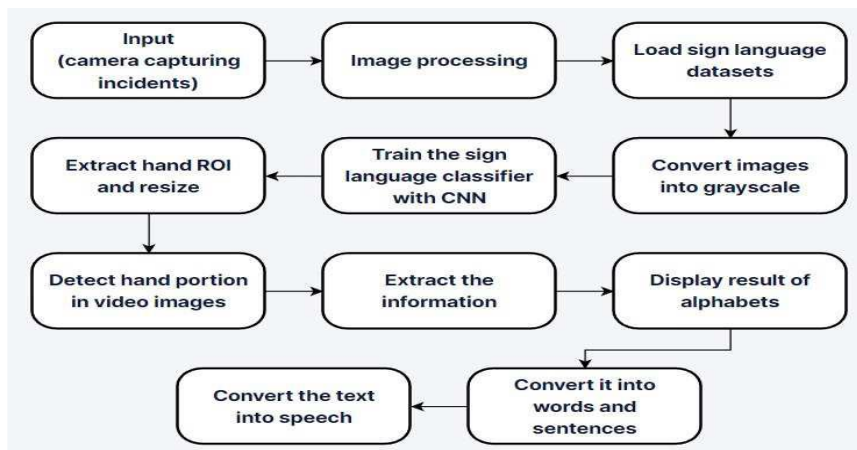 Input
(camera capturing
incidents)
Image processing
Load sign language
datasets
Convert images
into grayscale
Train the sign
language classifier
with CNN
Extract hand ROI
and resize
Detect hand portion
in video images
Extract the
information
Display result of
alphabets
Convert it into
words and
sentences
Convert the text
into speech